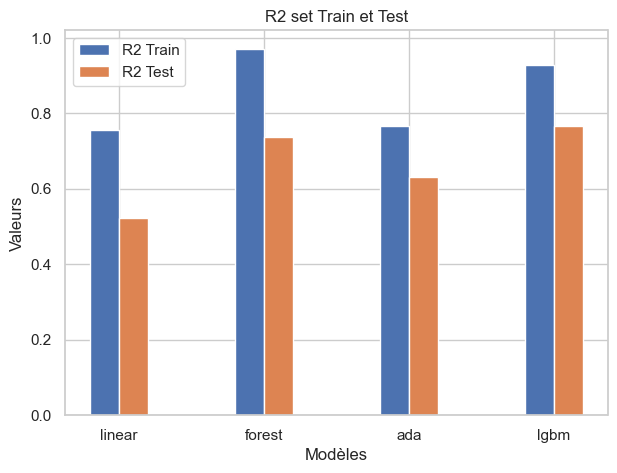 R2 set Train et Test
R2 Train
R2 Test
Valeurs
1.0
0.8
0.6
0.4
0.2
0.0
linear
forest
ada
lgbm
Modèles